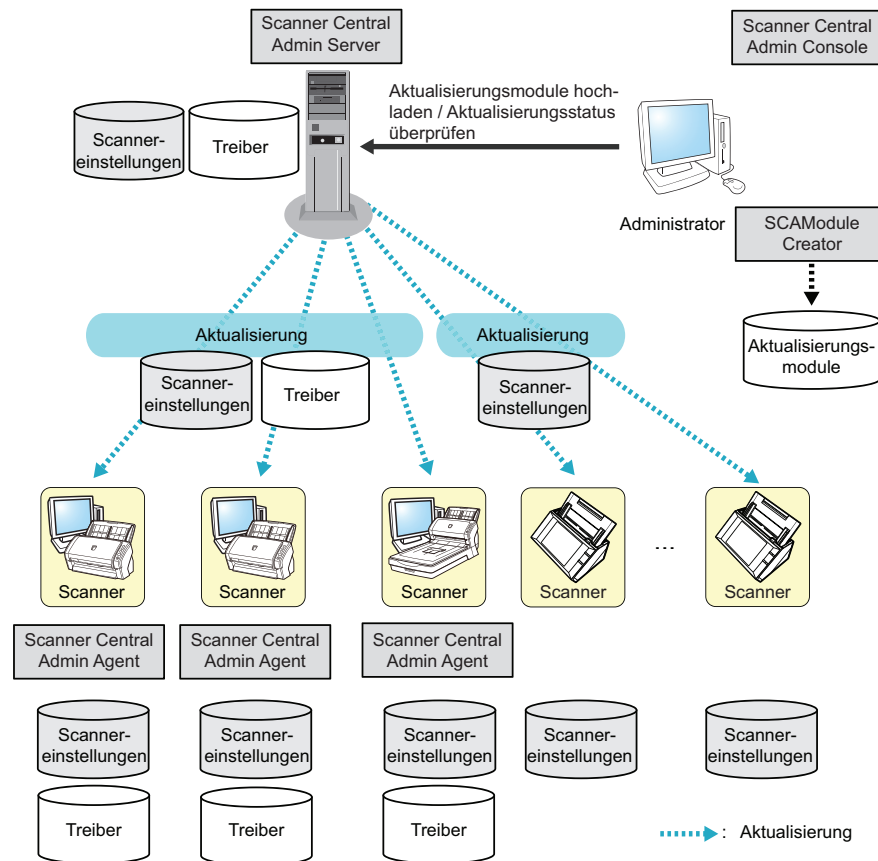 Scanner Central
Admin Server
Scanner Central
Admin Console
Aktualisierungsmodule hoch-
laden / Aktualisierungsstatus
überprüfen
Scanner-
einstellungen
Treiber
Administrator
SCAModule
Creator
Aktualisierungs-
module
Aktualisierung
Aktualisierung
Scanner-
einstellungen
Treiber
Scanner-
einstellungen
Scanner
Scanner
Scanner
Scanner
...
Scanner
Scanner Central
Admin Agent
Scanner Central
Admin Agent
Scanner Central
Admin Agent
Scanner-
einstellungen
Scanner-
einstellungen
Scanner-
einstellungen
Scanner-
einstellungen
Scanner-
einstellungen
Treiber
Treiber
Treiber
: Aktualisierung